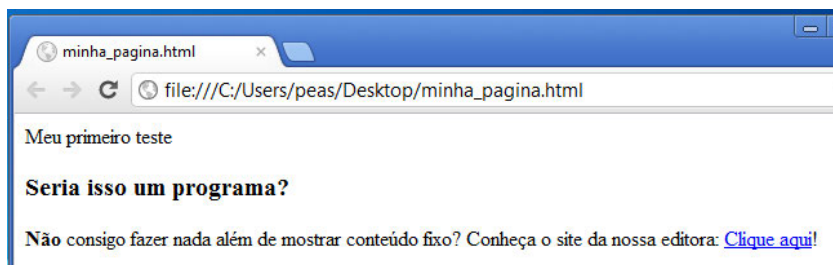 minha_pagina.html
file:///C:/Users/peas/Desktop/minha_pagina.html
Meu primeiro teste
Seria isso um programa?
Não consigo fazer nada além de mostrar conteúdo fixo? Conheça o site da nossa editora: Clique aqui!